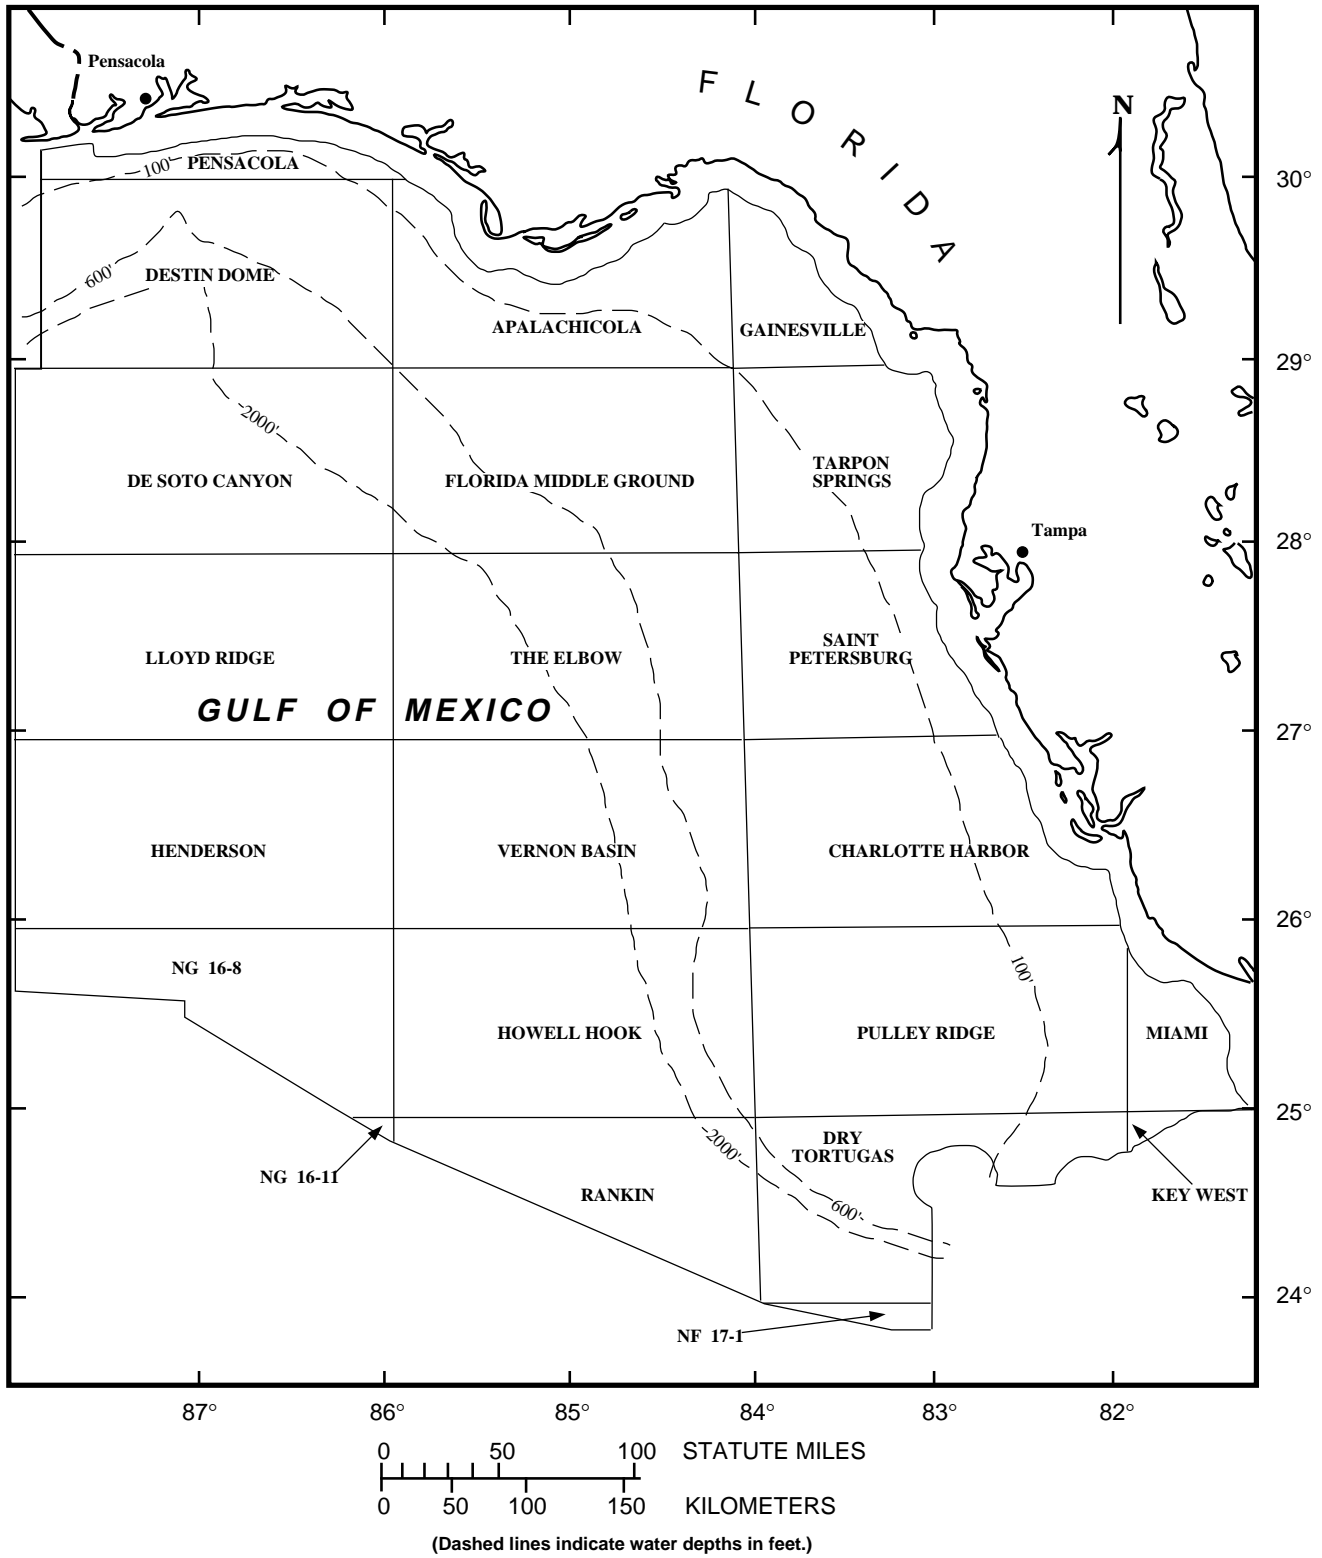 Pensacola
FLORIDA
N
100'
PENSACOLA
30°
600'
DESTIN DOME
APALACHICOLA
GAINESVILLE
29°
2000'
DE SOTO CANYON
FLORIDA MIDDLE GROUND
TARPON
SPRINGS
Tampa
28°
LLOYD RIDGE
THE ELBOW
SAINT
PETERSBURG
GULF OF MEXICO
27°
HENDERSON
VERNON BASIN
CHARLOTTE HARBOR
26°
NG 16-8
100'
HOWELL HOOK
PULLEY RIDGE
MIAMI
25°
2000'
DRY
TORTUGAS
NG 16-11
RANKIN
600'
KEY WEST
24°
NF 17-1
87° 86° 85° 84° 83° 82°
0 50 100 STATUTE MILES
0 50 100 150 KILOMETERS
(Dashed lines indicate water depths in feet.)